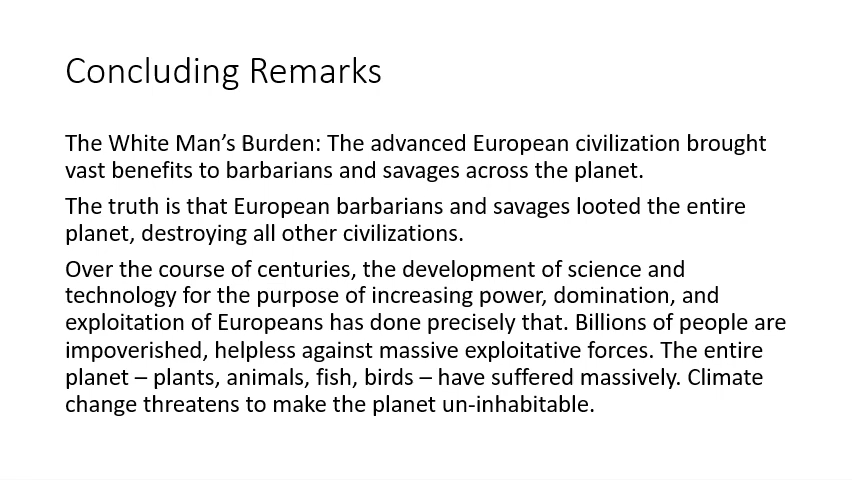 Concluding Remarks
The White Man’s Burden: The advanced European civilization brought
vast benefits to barbarians and savages across the planet.
The truth is that European barbarians and savages looted the entire
planet, destroying all other civilizations.
Over the course of centuries, the development of science and
technology for the purpose of increasing power, domination, and
exploitation of Europeans has done precisely that. Billions of people are
impoverished, helpless against massive exploitative forces. The entire
planet – plants, animals, fish, birds – have suffered massively. Climate
change threatens to make the planet un-inhabitable.